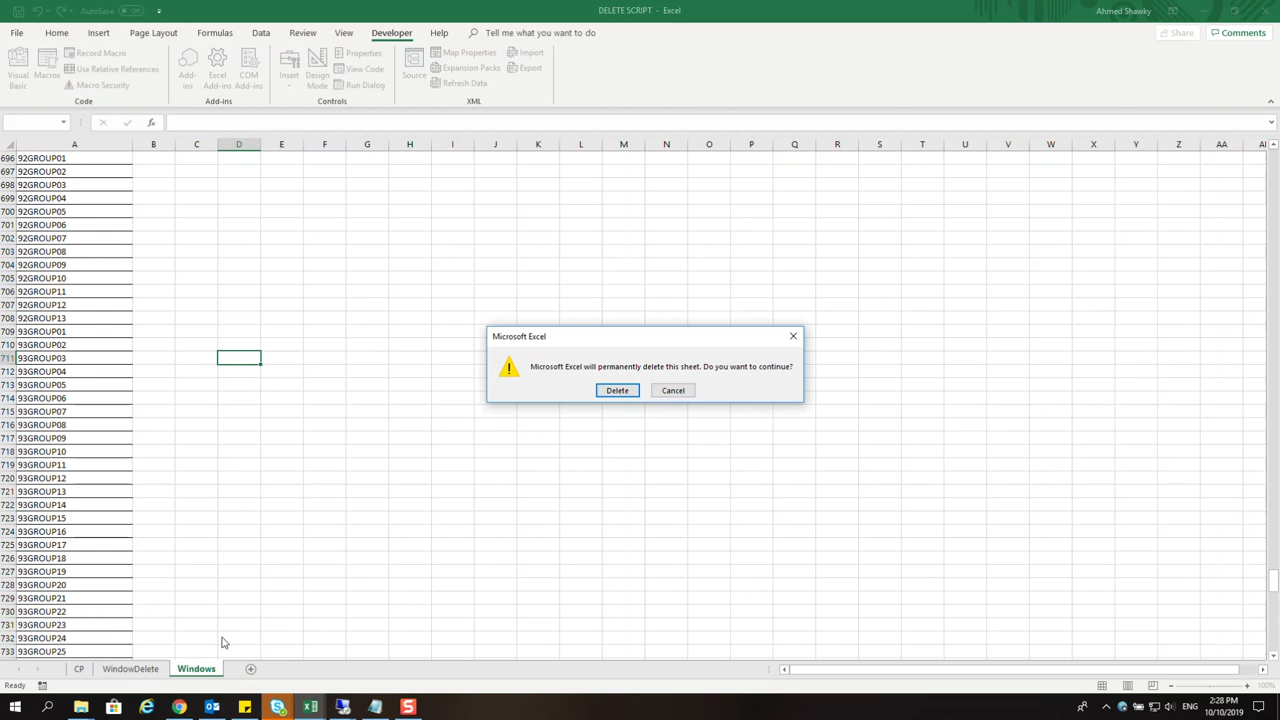 AutoSave Off
DELETE SCRIPT - Excel
Ahmed Shawky
File Home Insert Page Layout Formulas Data Review View Developer Help Tell me what you want to do
Share Comments
Visual Basic
Macros
Record Macro
Use Relative References
Macro Security
Code
Add-ins
Excel Add-ins
COM Add-ins
Add-ins
Insert
Design Mode
Properties
View Code
Run Dialog
Controls
Source
Map Properties
Expansion Packs
Refresh Data
Import
Export
XML
fx
A B C D E F G H I J K L M N O P Q R S T U V W X Y Z AA
696 92GROUP01
697 92GROUP02
698 92GROUP03
699 92GROUP04
700 92GROUP05
701 92GROUP06
702 92GROUP07
703 92GROUP08
704 92GROUP09
705 92GROUP10
706 92GROUP11
707 92GROUP12
708 92GROUP13
709 93GROUP01
710 93GROUP02
711 93GROUP03
712 93GROUP04
713 93GROUP05
714 93GROUP06
715 93GROUP07
716 93GROUP08
717 93GROUP09
718 93GROUP10
719 93GROUP11
720 93GROUP12
721 93GROUP13
722 93GROUP14
723 93GROUP15
724 93GROUP16
725 93GROUP17
726 93GROUP18
727 93GROUP19
728 93GROUP20
729 93GROUP21
730 93GROUP22
731 93GROUP23
732 93GROUP24
733 93GROUP25
Microsoft Excel
Microsoft Excel will permanently delete this sheet. Do you want to continue?
Delete Cancel
CP WindowDelete Windows
Ready
100%
2:28 PM
10/10/2019